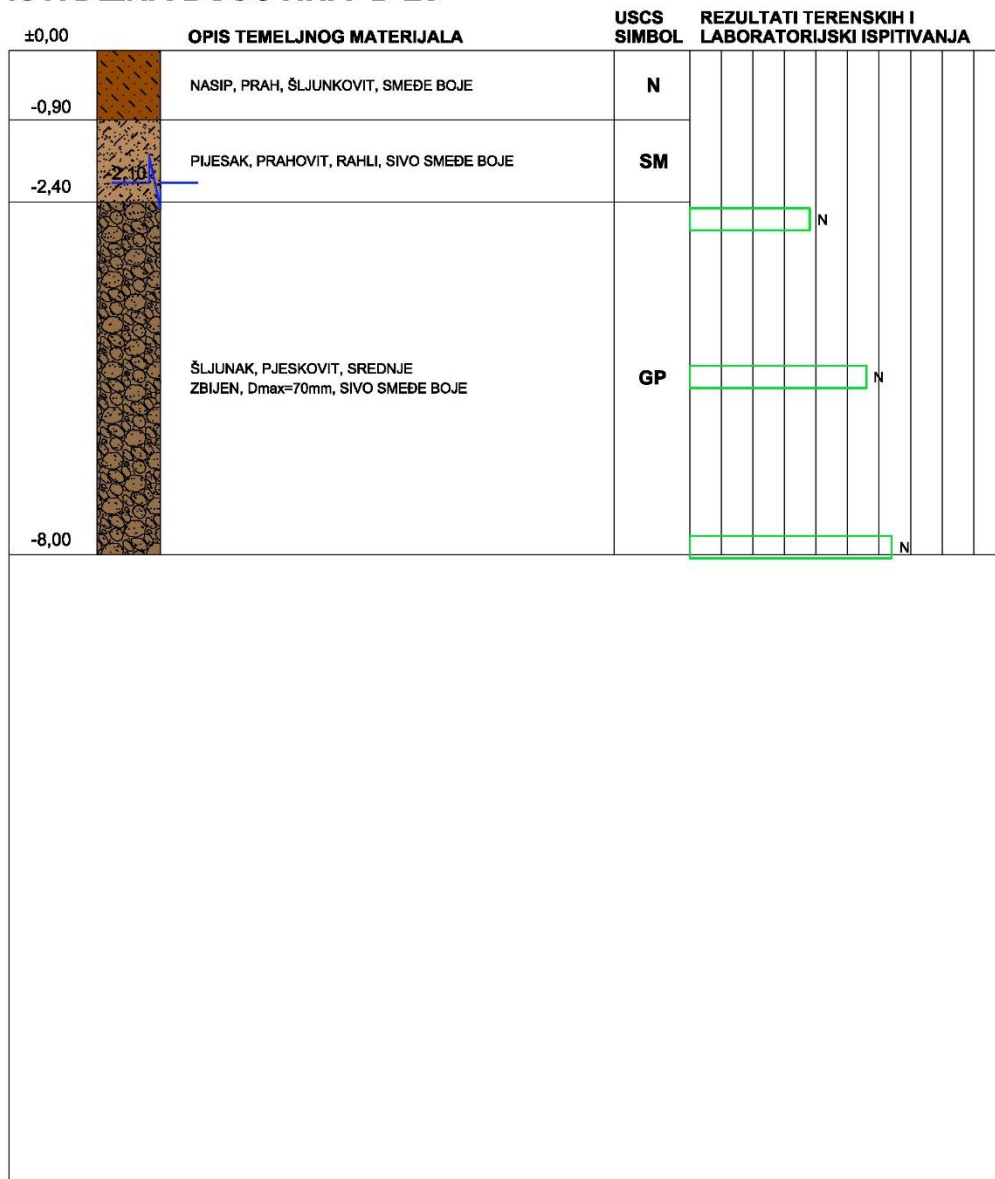 USCS SIMBOL
REZULTATI TERENSKIH I LABORATORIJSKI ISPITIVANJA
±0,00
OPIS TEMELJNOG MATERIJALA
NASIP, PRAH, ŠLJUNKOVIT, SMEĐE BOJE
N
-0,90
PIJESAK, PRAHOVIT, RAHLI, SIVO SMEĐE BOJE
SM
-2,10
-2,40
N
ŠLJUNAK, PJESKOVIT, SREDNJE
ZBIJEN, Dmax=70mm, SIVO SMEĐE BOJE
GP
N
-8,00
N